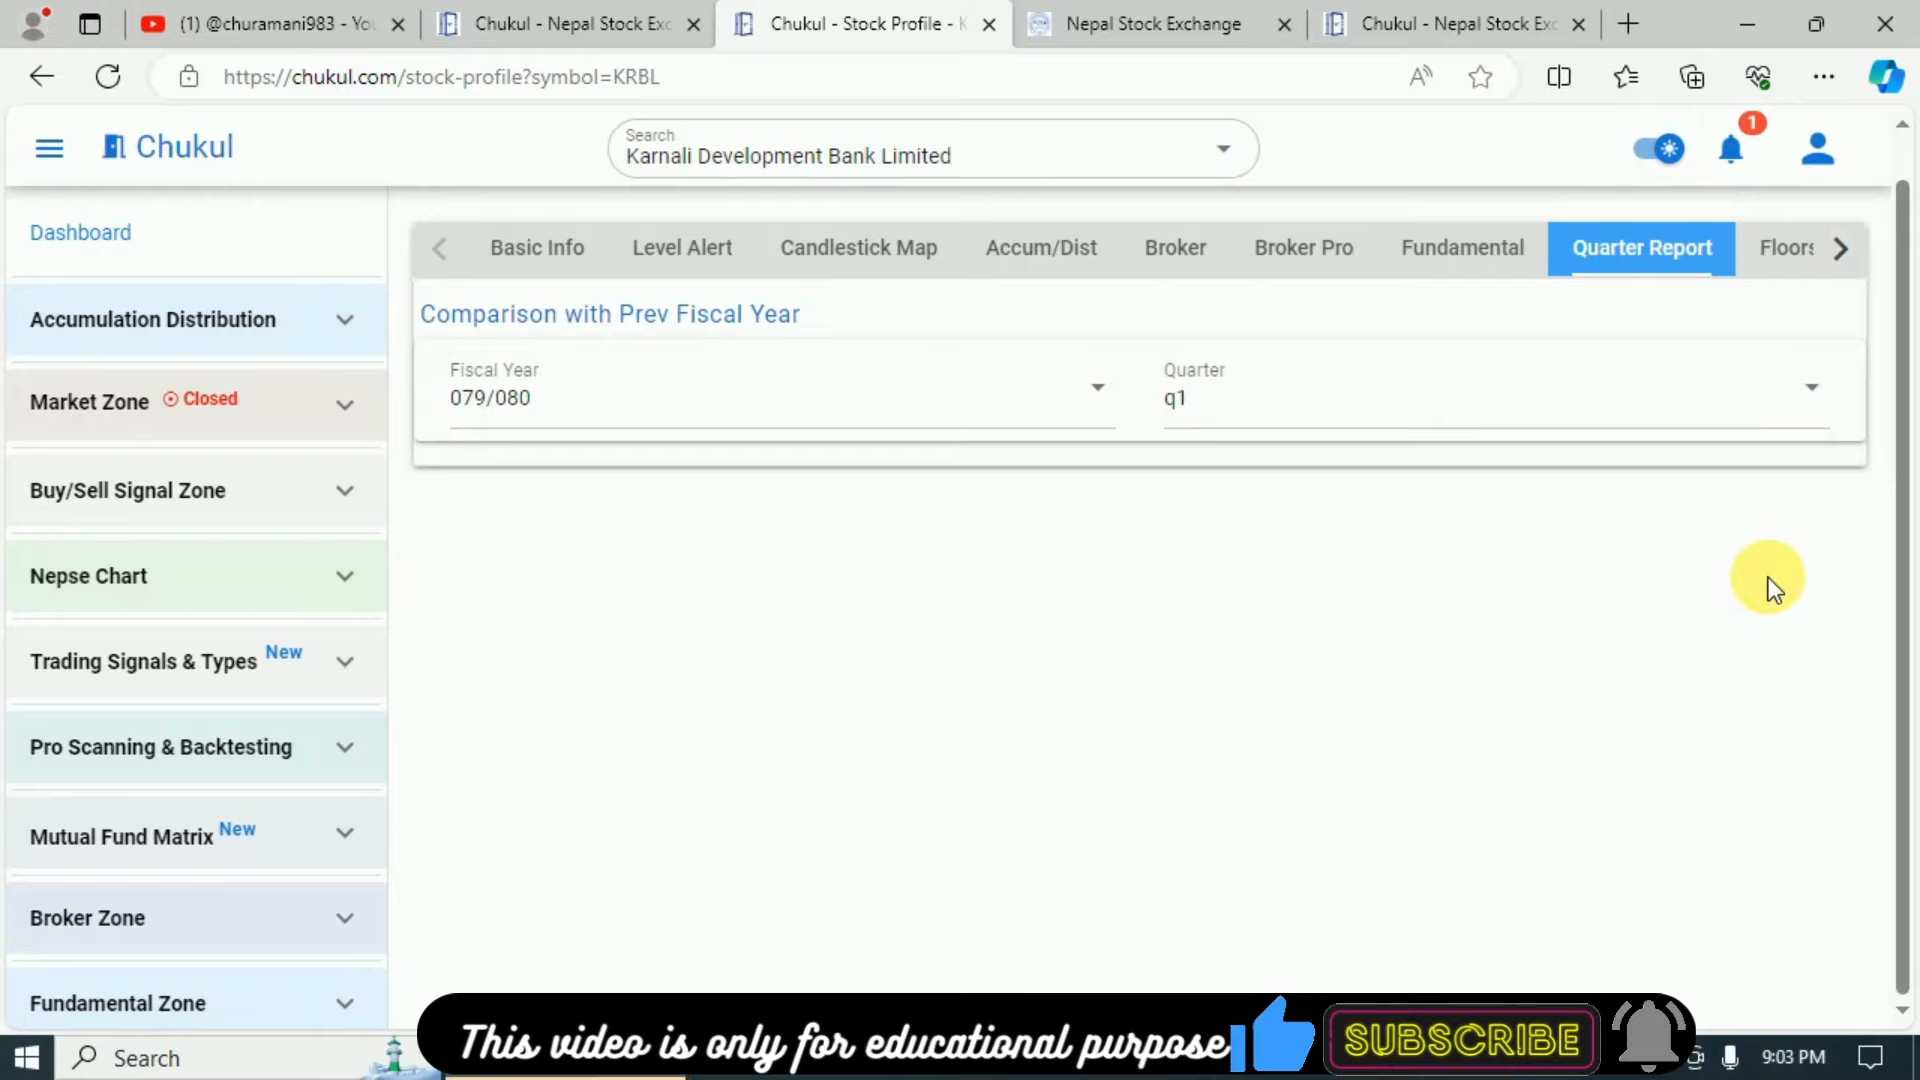 (1) @churamani983 - You
Chukul - Nepal Stock Exc
Chukul - Stock Profile - K
Nepal Stock Exchange
Chukul - Nepal Stock Exc
https://chukul.com/stock-profile?symbol=KRBL
Chukul
Search
Karnali Development Bank Limited
1
Dashboard
Accumulation Distribution
Market Zone Closed
Buy/Sell Signal Zone
Nepse Chart
Trading Signals & Types New
Pro Scanning & Backtesting
Mutual Fund Matrix New
Broker Zone
Fundamental Zone
Basic Info Level Alert Candlestick Map Accum/Dist Broker Broker Pro Fundamental Quarter Report Floors
Comparison with Prev Fiscal Year
Fiscal Year
079/080
Quarter
q1
This video is only for educational purpose
SUBSCRIBE
Search
9:03 PM